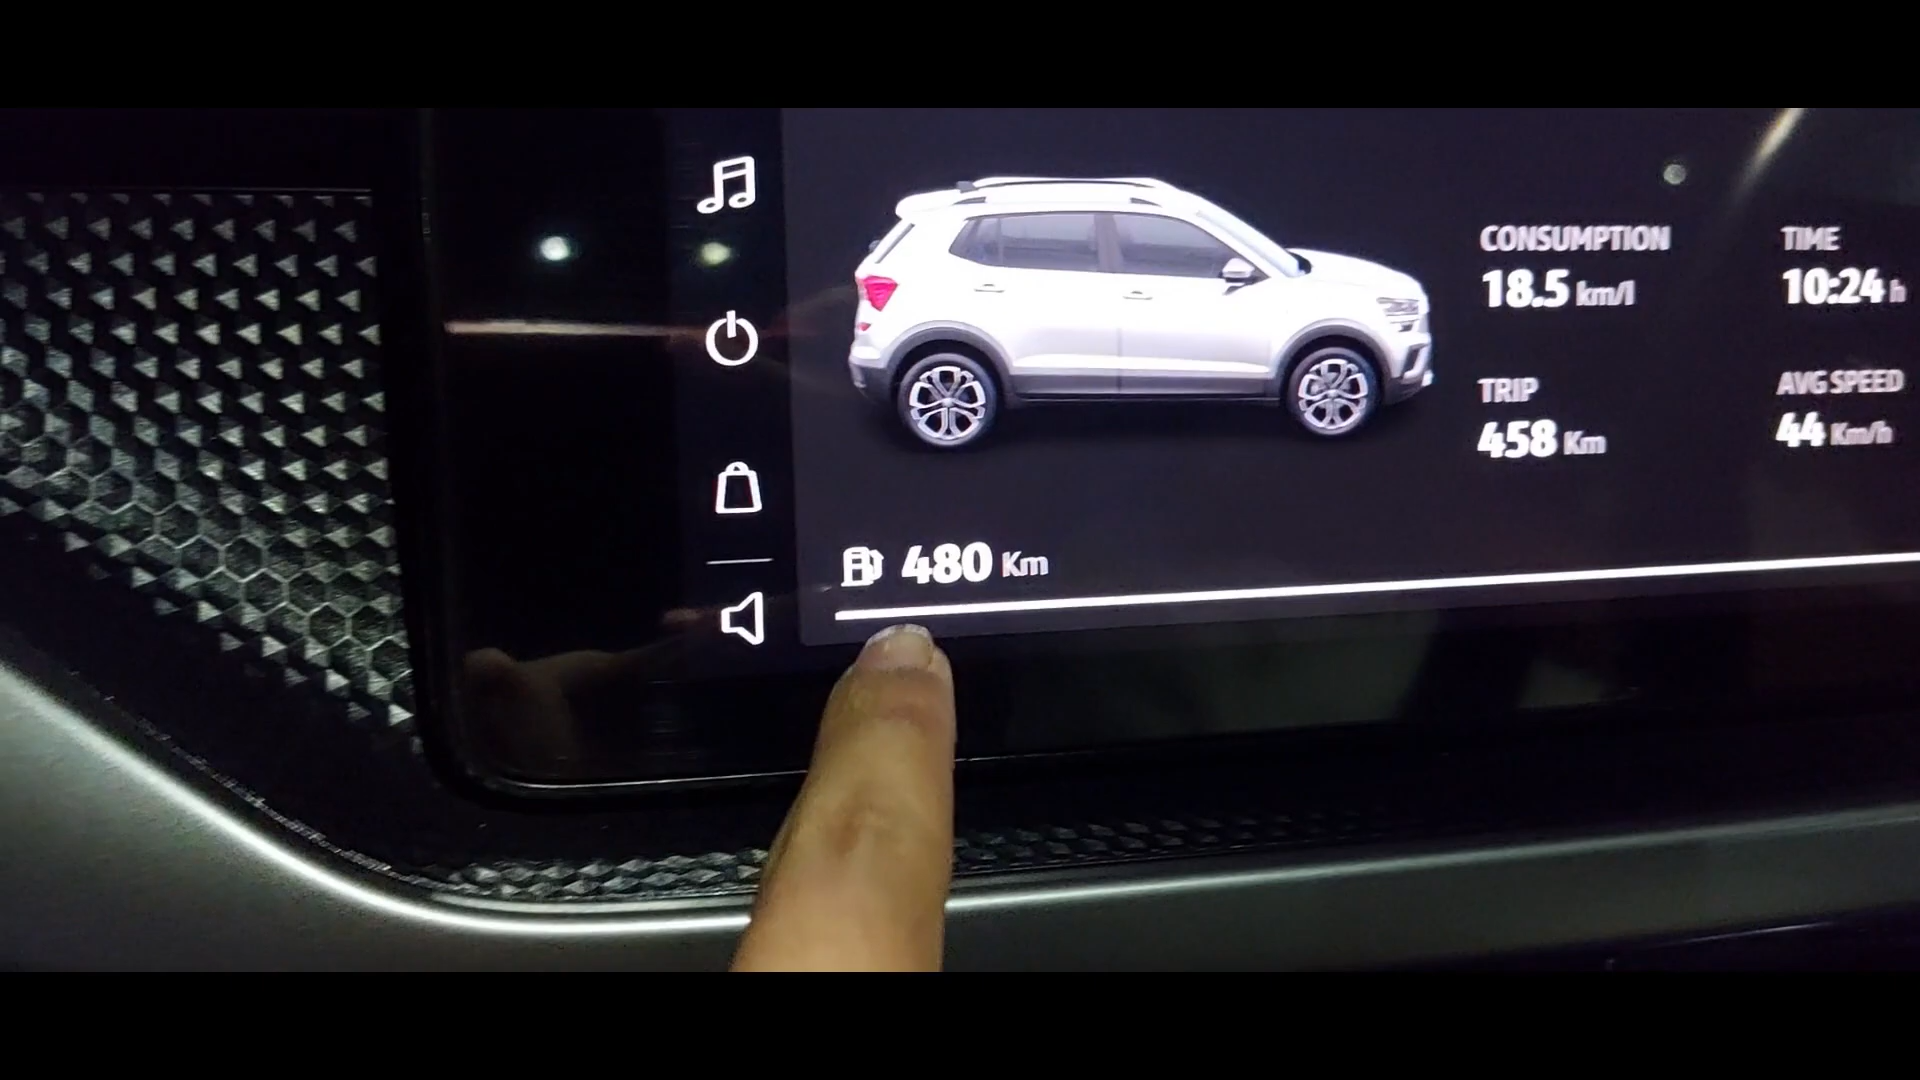 CONSUMPTION
18.5 km/l
TIME
10:24 h
TRIP
458 Km
AVG SPEED
44 Km/h
480 Km